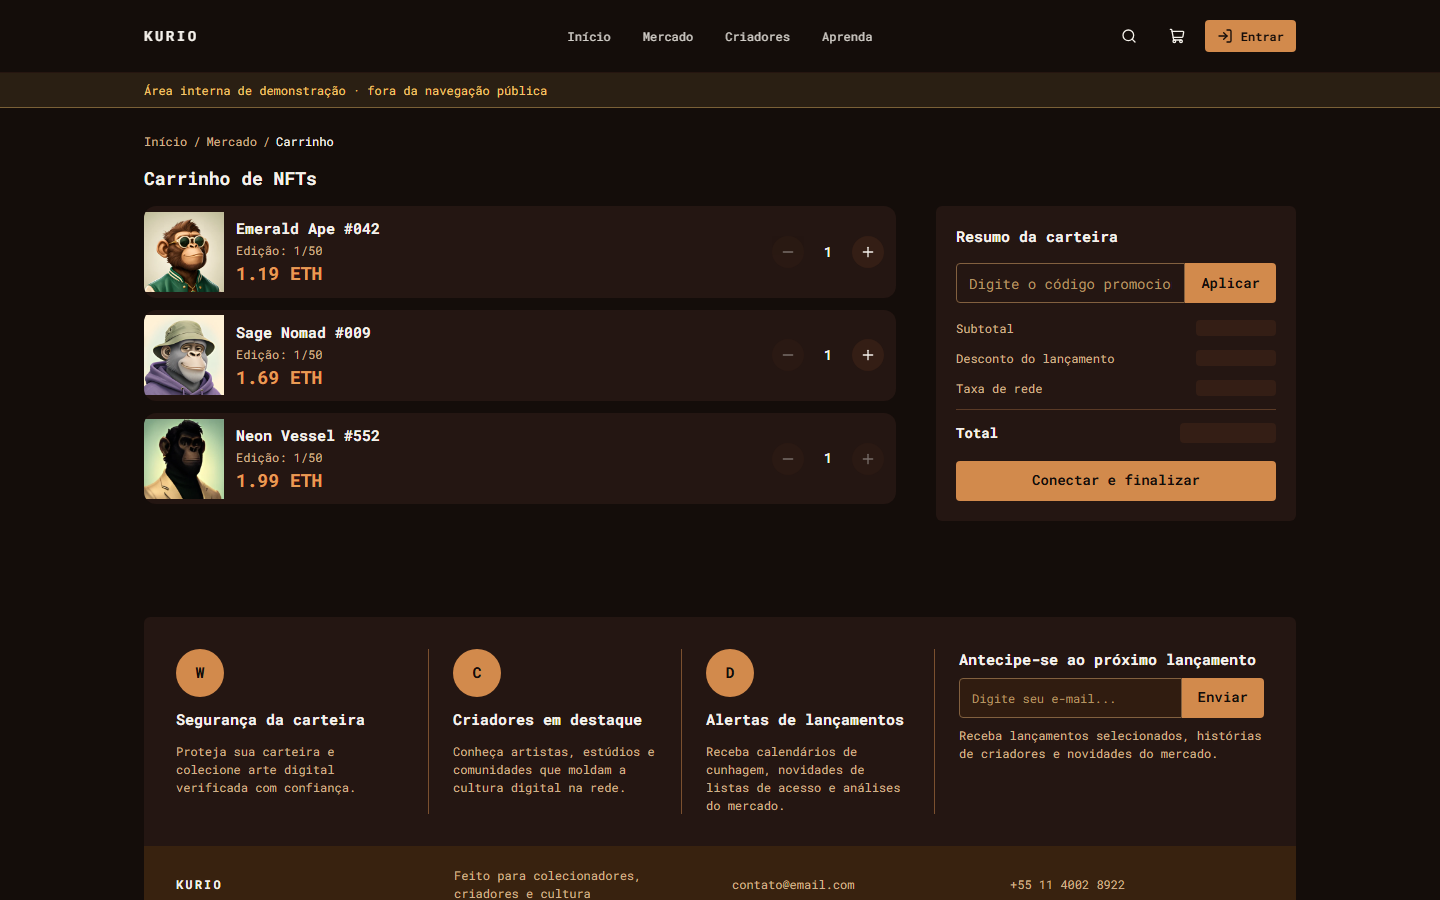 KURIO
Início
Mercado
Criadores
Aprenda
Entrar
Área interna de demonstração · fora da navegação pública
Início / Mercado / Carrinho
Carrinho de NFTs
Emerald Ape #042
Edição: 1/50
1.19 ETH
1
Sage Nomad #009
Edição: 1/50
1.69 ETH
1
Neon Vessel #552
Edição: 1/50
1.99 ETH
1
Resumo da carteira
Digite o código promocio
Aplicar
Subtotal
Desconto do lançamento
Taxa de rede
Total
Conectar e finalizar
W
Segurança da carteira
Proteja sua carteira e
colecione arte digital
verificada com confiança.
C
Criadores em destaque
Conheça artistas, estúdios e
comunidades que moldam a
cultura digital na rede.
D
Alertas de lançamentos
Receba calendários de
cunhagem, novidades de
listas de acesso e análises
do mercado.
Antecipe-se ao próximo lançamento
Digite seu e-mail...
Enviar
Receba lançamentos selecionados, histórias
de criadores e novidades do mercado.
KURIO
Feito para colecionadores,
criadores e cultura
contato@email.com
+55 11 4002 8922